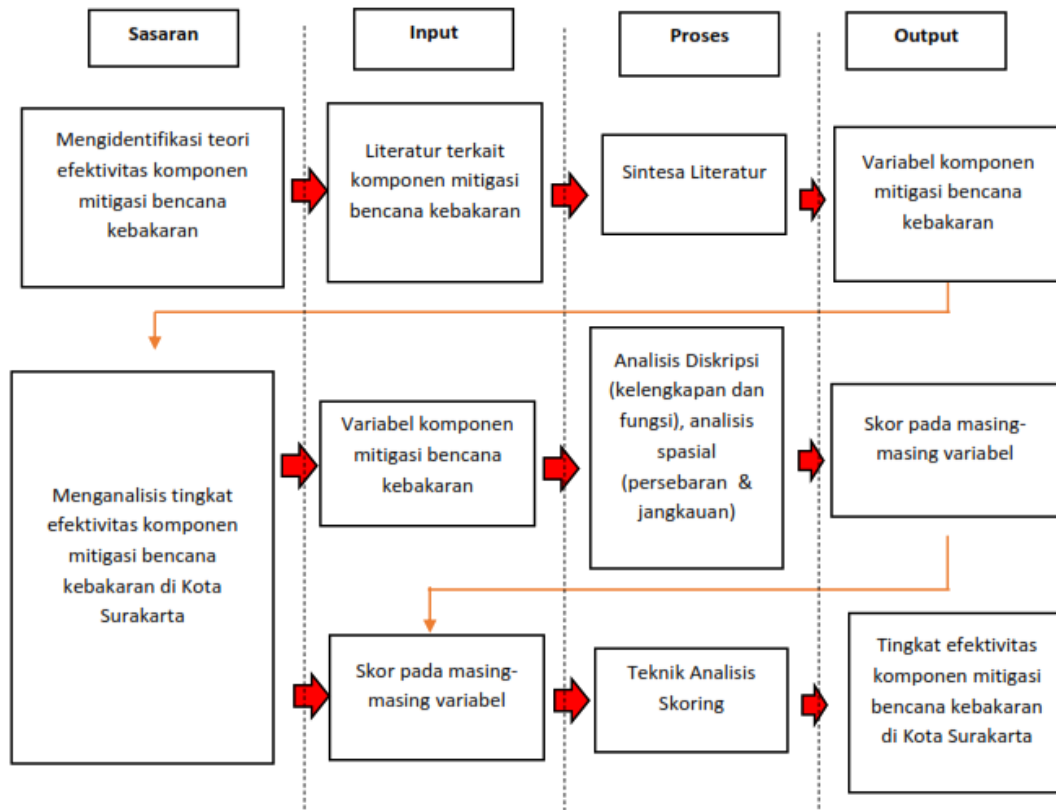 Sasaran
Input
Proses
Output
Mengidentifikasi teori
efektivitas komponen
mitigasi bencana
kebakaran
Literatur terkait
komponen mitigasi
bencana kebakaran
Sintesa Literatur
Variabel komponen
mitigasi bencana
kebakaran
Menganalisis tingkat
efektivitas komponen
mitigasi bencana
kebakaran di Kota
Surakarta
Variabel komponen
mitigasi bencana
kebakaran
Analisis Diskripsi
(kelengkapan dan
fungsi), analisis
spasial
(persebaran & 
jangkauan)
Skor pada masing-
masing variabel
Skor pada masing-
masing variabel
Teknik Analisis
Skoring
Tingkat efektivitas
komponen mitigasi
bencana kebakaran
di Kota Surakarta